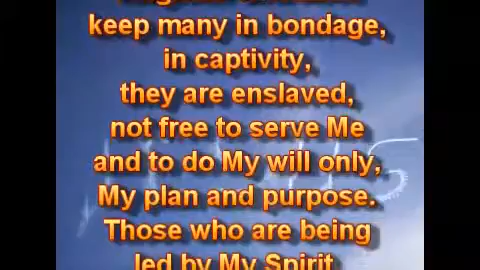 keep many in bondage,
in captivity,
they are enslaved,
not free to serve Me
and to do My will only,
My plan and purpose.
Those who are being
led by My Spirit